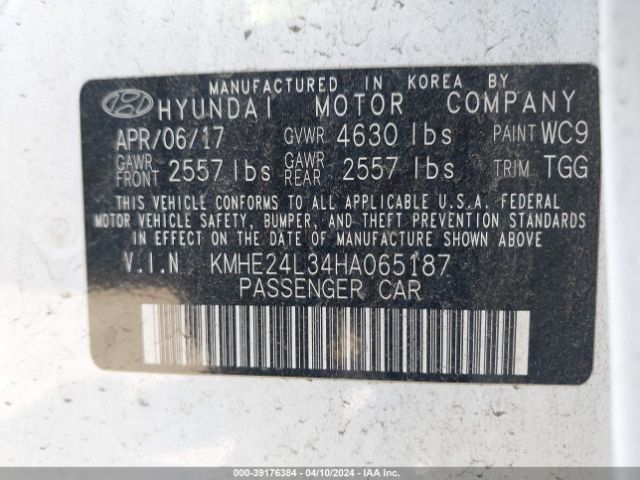 MANUFACTURED IN KOREA BY
HYUNDAI MOTOR COMPANY
APR/06/17 GVWR 4630 lbs PAINT WC9
GAWR FRONT 2557 lbs GAWR REAR 2557 lbs TRIM TGG
THIS VEHICLE CONFORMS TO ALL APPLICABLE U.S.A. FEDERAL
MOTOR VEHICLE SAFETY, BUMPER, AND THEFT PREVENTION STANDARDS
IN EFFECT ON THE DATE OF MANUFACTURE SHOWN ABOVE
V.I.N KMHE24L34HA065187
PASSENGER CAR
000-39176384 - 04/10/2024 - IAAI.COM